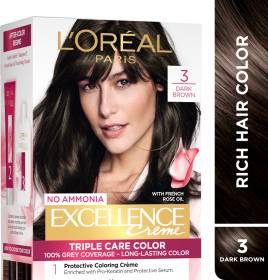 L'ORÉAL
PARIS
3
DARK
BROWN
NO AMMONIA
WITH FRENCH
ROSE OIL
EXCELLENCE
Crème
TRIPLE CARE COLOR
100% GREY COVERAGE - LONG-LASTING COLOR
1 Protective Coloring Crème
Enriched with Pro-Keratin and Protective Serum.
RICH HAIR COLOR
3
DARK BROWN